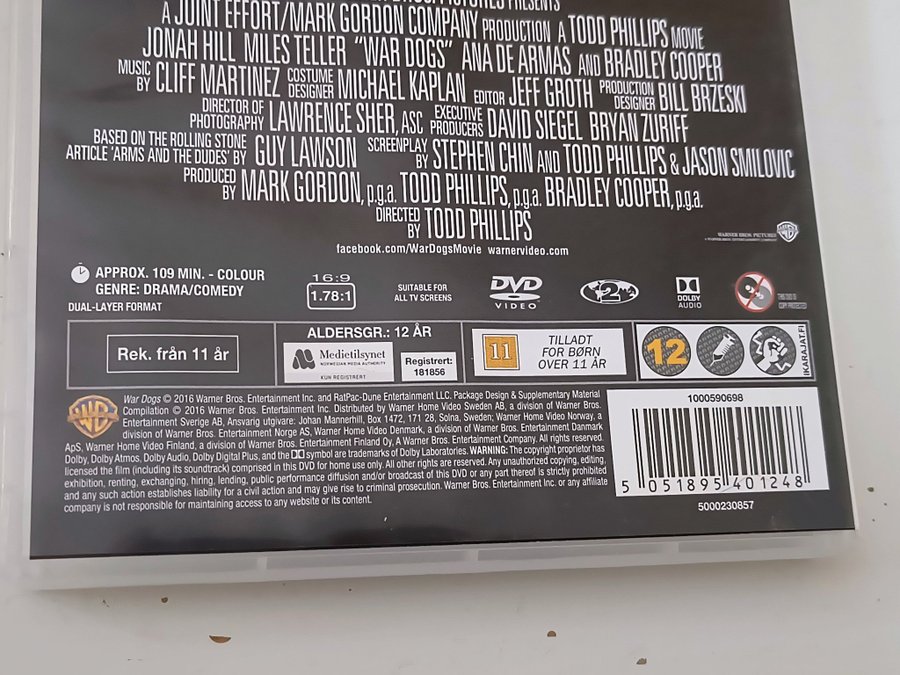 A JOINT EFFORT/MARK GORDON COMPANY PRODUCTION A TODD PHILLIPS MOVIE
JONAH HILL MILES TELLER "WAR DOGS" ANA DE ARMAS AND BRADLEY COOPER
MUSIC BY CLIFF MARTINEZ COSTUME DESIGNER MICHAEL KAPLAN EDITOR JEFF GROTH PRODUCTION DESIGNER BILL BRZESKI
DIRECTOR OF PHOTOGRAPHY LAWRENCE SHER, ASC EXECUTIVE PRODUCERS DAVID SIEGEL BRYAN ZURIFF
BASED ON THE ROLLING STONE ARTICLE 'ARMS AND THE DUDES' BY GUY LAWSON SCREENPLAY BY STEPHEN CHIN AND TODD PHILLIPS & JASON SMILOVIC
PRODUCED BY MARK GORDON, p.g.a. TODD PHILLIPS, p.g.a. BRADLEY COOPER, p.g.a.
DIRECTED BY TODD PHILLIPS
facebook.com/WarDogsMovie warnervideo.com
WARNER BROS. PICTURES
APPROX. 109 MIN. - COLOUR
GENRE: DRAMA/COMEDY
DUAL-LAYER FORMAT
16:9
1.78:1
SUITABLE FOR
ALL TV SCREENS
DVD
VIDEO
2
DOLBY
AUDIO
THIS DVD IS
COPY PROTECTED
Rek. från 11 år
ALDERSGR.: 12 ÅR
Medietilsynet
NORWEGIAN MEDIA AUTHORITY
KUN REGISTRERT
Registrert:
181856
11
TILLADT
FOR BØRN
OVER 11 ÅR
12
IKARAJAT.FI
WB
War Dogs © 2016 Warner Bros. Entertainment Inc. and RatPac-Dune Entertainment LLC. Package Design & Supplementary Material
Compilation © 2016 Warner Bros. Entertainment Inc. Distributed by Warner Home Video Sweden AB, a division of Warner Bros.
Entertainment Sverige AB, Ansvarig utgivare: Johan Mannerhill, Box 1472, 171 28, Solna, Sweden; Warner Home Video Norway, a
division of Warner Bros. Entertainment Norge AS, Warner Home Video Denmark, a division of Warner Bros. Entertainment Danmark
ApS, Warner Home Video Finland, a division of Warner Bros. Entertainment Finland Oy, A Warner Bros. Entertainment Company. All rights reserved.
Dolby, Dolby Atmos, Dolby Audio, Dolby Digital Plus, and the symbol are trademarks of Dolby Laboratories. WARNING: The copyright proprietor has
licensed the film (including its soundtrack) comprised in this DVD for home use only. All other rights are reserved. Any unauthorized copying, editing,
exhibition, renting, exchanging, hiring, lending, public performance diffusion and/or broadcast of this DVD or any part thereof is strictly prohibited
and any such action establishes liability for a civil action and may give rise to criminal prosecution. Warner Bros. Entertainment Inc. or any affiliate
company is not responsible for maintaining access to any website or its content.
1000590698
5 051895 401248
5000230857